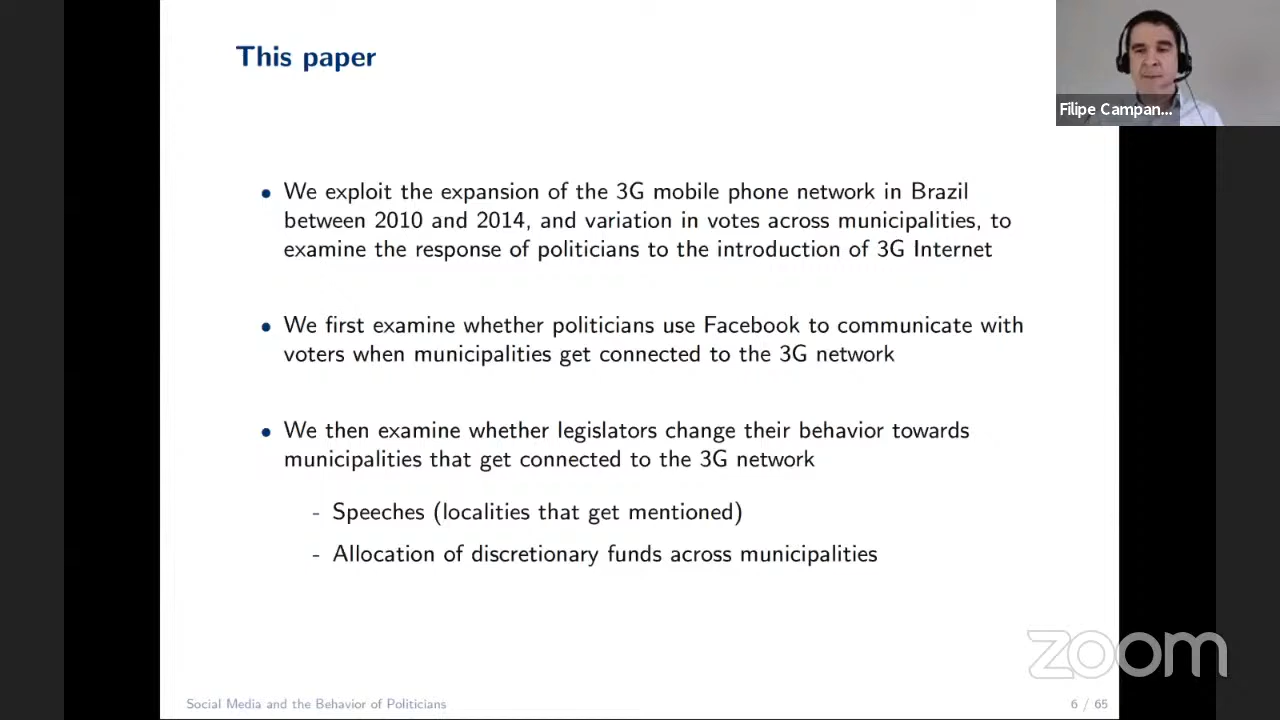 This paper
Filipe Campan...
• We exploit the expansion of the 3G mobile phone network in Brazil
between 2010 and 2014, and variation in votes across municipalities, to
examine the response of politicians to the introduction of 3G Internet
• We first examine whether politicians use Facebook to communicate with
voters when municipalities get connected to the 3G network
• We then examine whether legislators change their behavior towards
municipalities that get connected to the 3G network
- Speeches (localities that get mentioned)
- Allocation of discretionary funds across municipalities
zoom
Social Media and the Behavior of Politicians
6 / 65